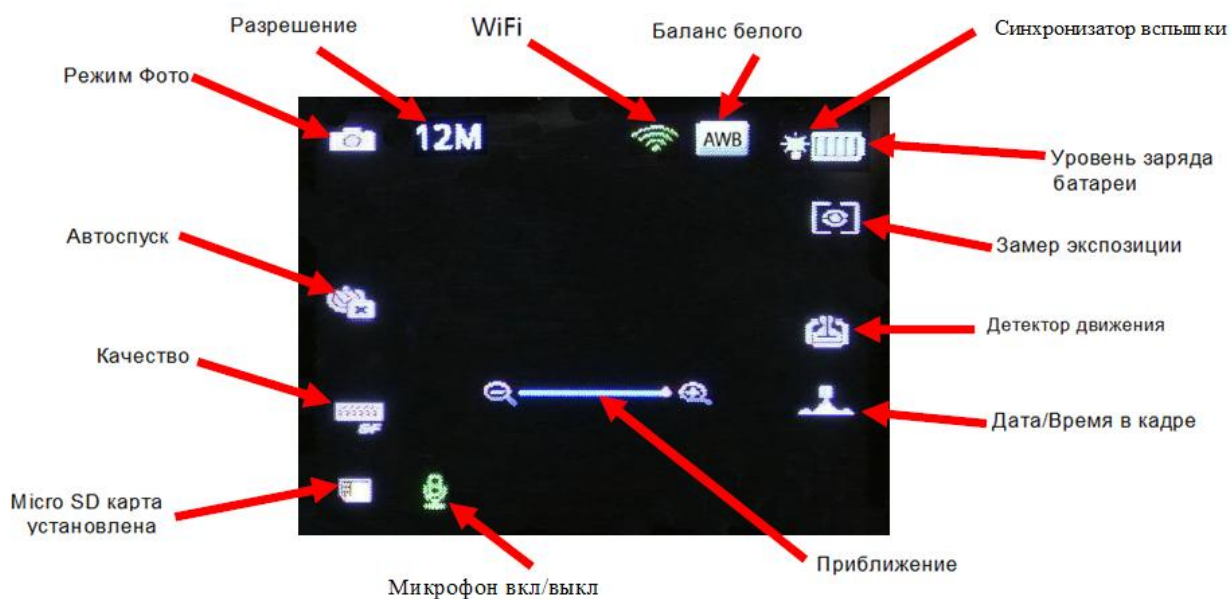 Разрешение
WiFi
Баланс белого
Синхронизатор вспышки
Режим Фото
12M
AWB
Уровень заряда
батареи
Автоспуск
Замер экспозиции
Детектор движения
Качество
SF
Дата/Время в кадре
Micro SD карта
установлена
Приближение
Микрофон вкл/выкл